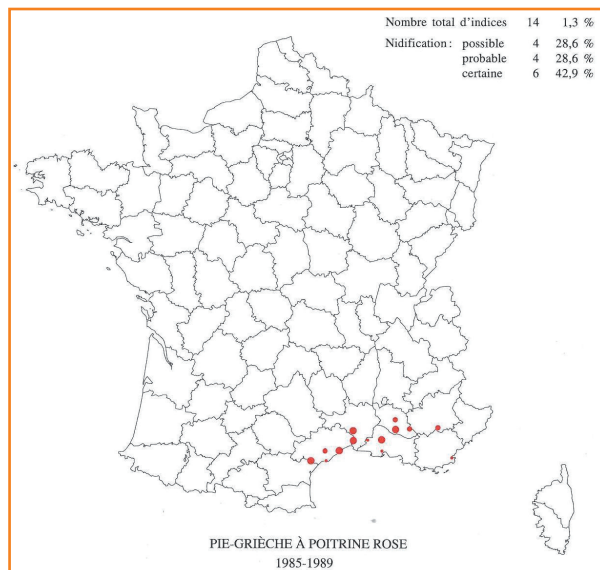 Nombre total d'indices 14 1,3 %
Nidification : possible 4 28,6 %
probable 4 28,6 %
certaine 6 42,9 %
PIE-GRIÈCHE À POITRINE ROSE
1985-1989